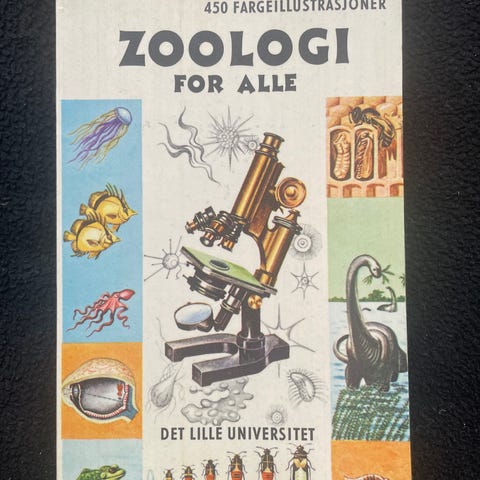 450 FARGEILLUSTRASJONER
ZOOLOGI
FOR ALLE
DET LILLE UNIVERSITET